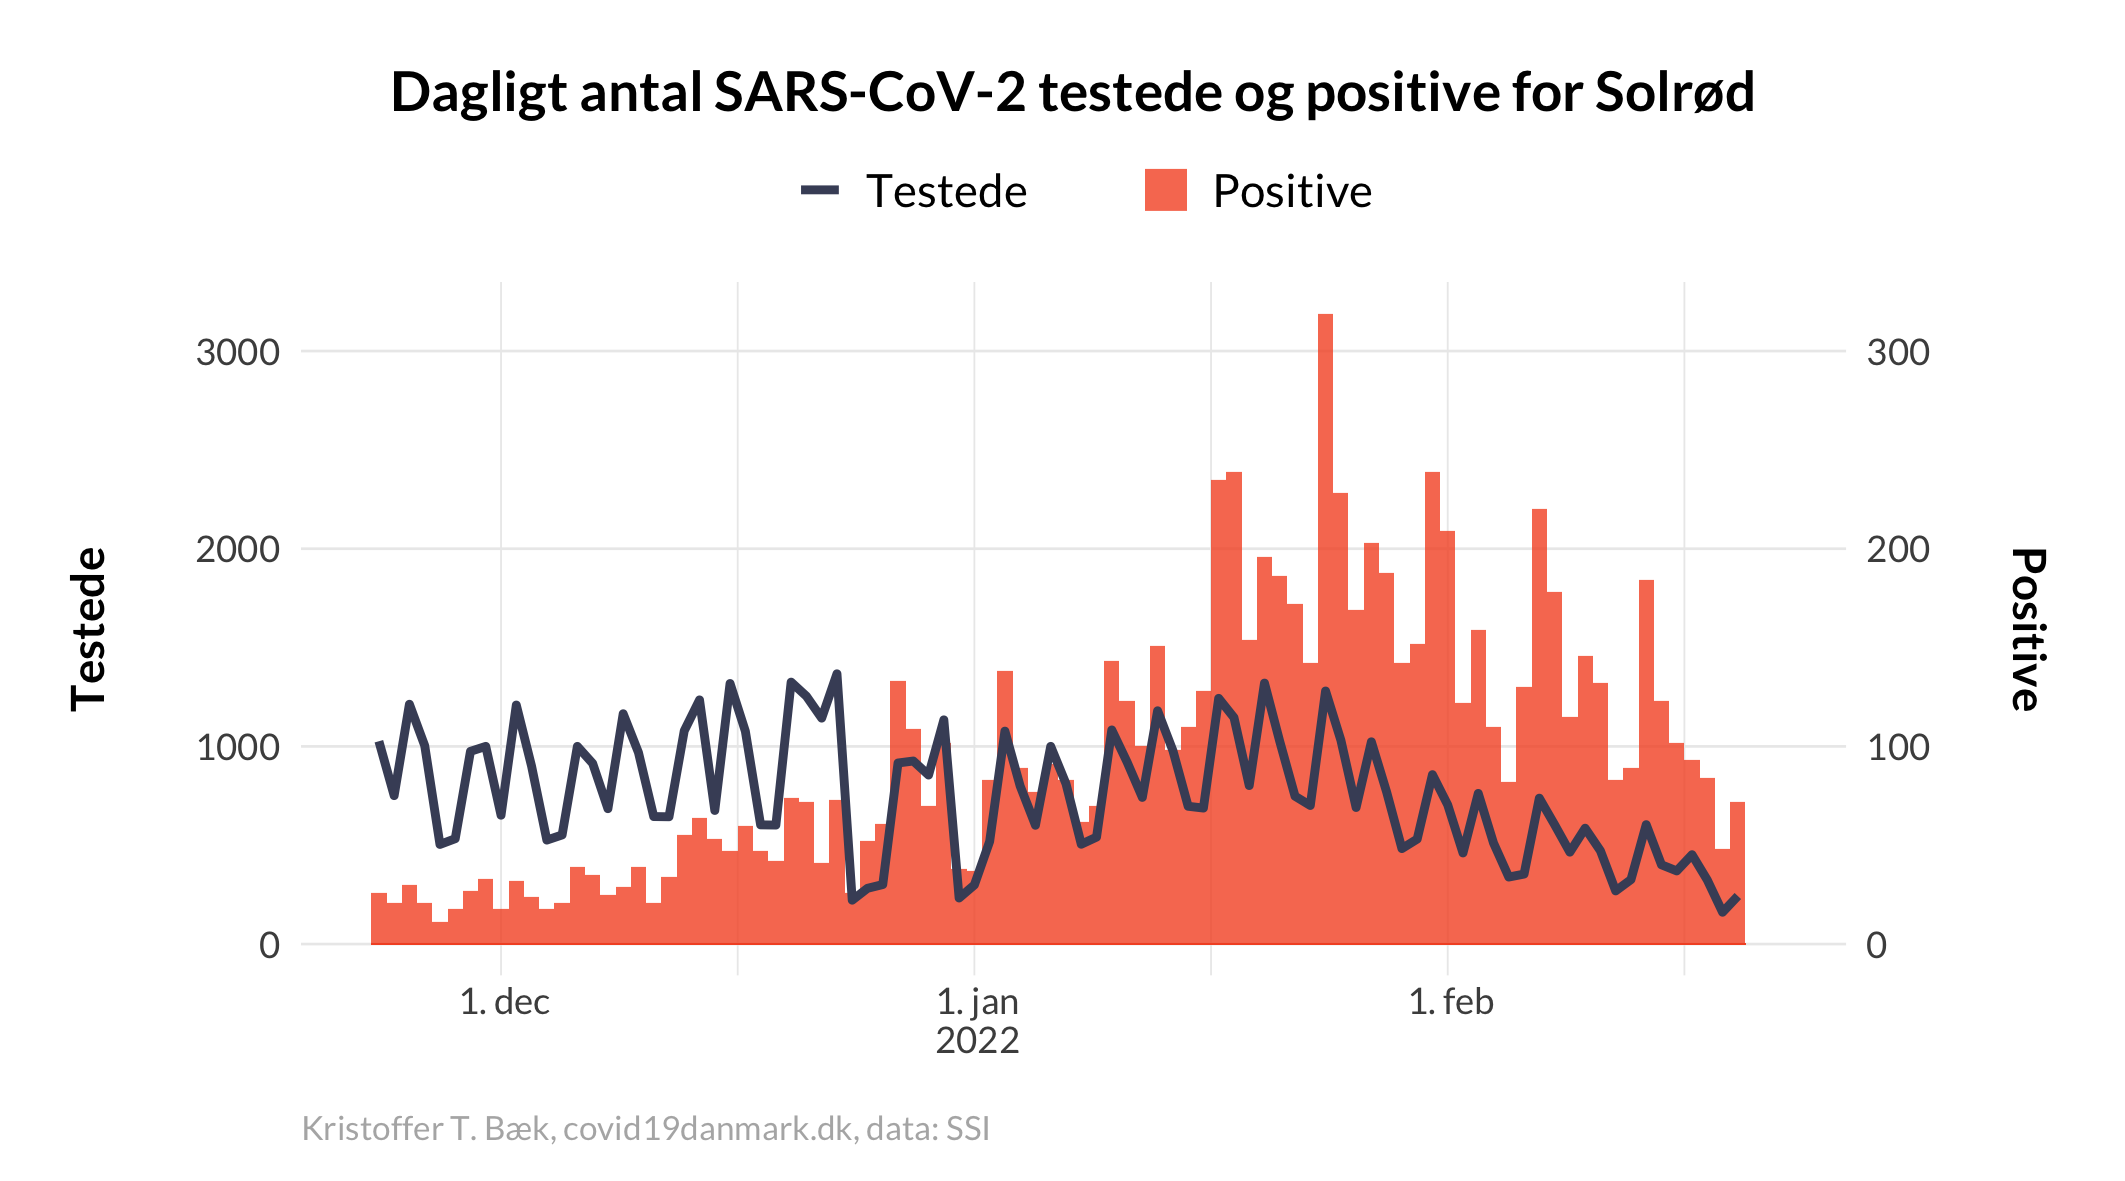 Dagligt antal SARS-CoV-2 testede og positive for Solrød
Testede
Positive
3000
2000
1000
0
300
200
100
0
Testede
Positive
1. dec
1. jan
2022
1. feb
Kristoffer T. Bæk, covid19danmark.dk, data: SSI